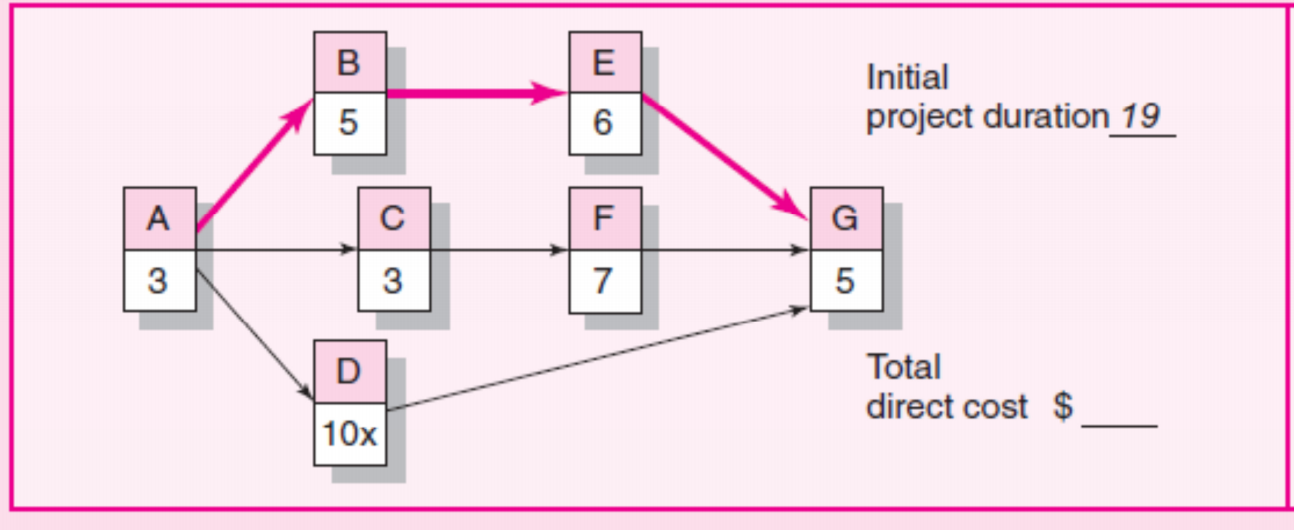 B
5
E
6
Initial
project duration 19
A
3
C
3
F
7
G
5
D
10x
Total
direct cost $